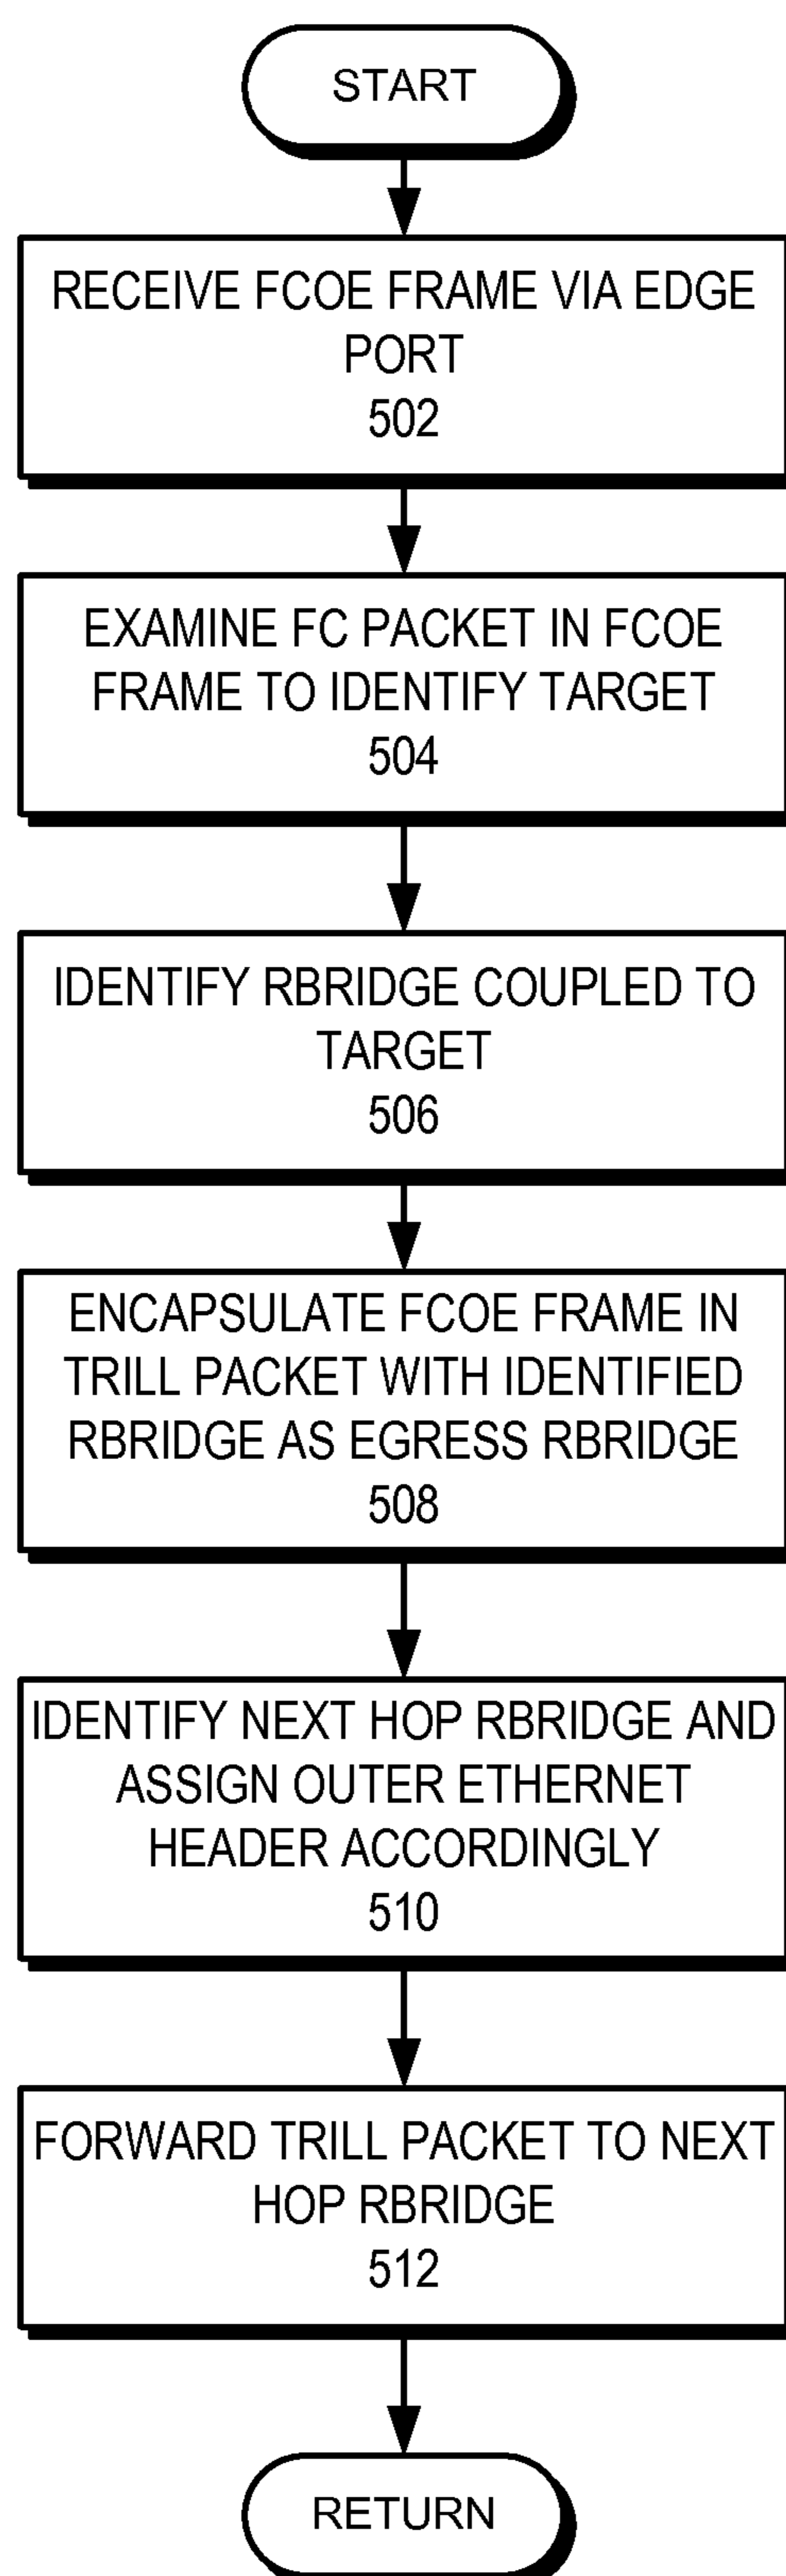 START
RECEIVE FCOE FRAME VIA EDGE
PORT
502
EXAMINE FC PACKET IN FCOE
FRAME TO IDENTIFY TARGET
504
IDENTIFY RBRIDGE COUPLED TO
TARGET
506
ENCAPSULATE FCOE FRAME IN
TRILL PACKET WITH IDENTIFIED
RBRIDGE AS EGRESS RBRIDGE
508
IDENTIFY NEXT HOP RBRIDGE AND
ASSIGN OUTER ETHERNET
HEADER ACCORDINGLY
510
FORWARD TRILL PACKET TO NEXT
HOP RBRIDGE
512
RETURN